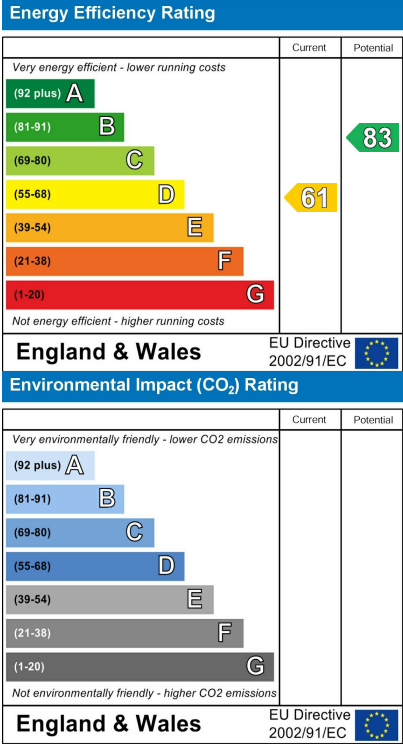 Energy Efficiency Rating
Current Potential
Very energy efficient - lower running costs
(92 plus) A
(81-91) B
83
(69-80) C
(55-68) D
61
(39-54) E
(21-38) F
(1-20) G
Not energy efficient - higher running costs
England & Wales
EU Directive
2002/91/EC
Environmental Impact (CO₂) Rating
Current Potential
Very environmentally friendly - lower CO2 emissions
(92 plus) A
(81-91) B
(69-80) C
(55-68) D
(39-54) E
(21-38) F
(1-20) G
Not environmentally friendly - higher CO2 emissions
England & Wales
EU Directive
2002/91/EC